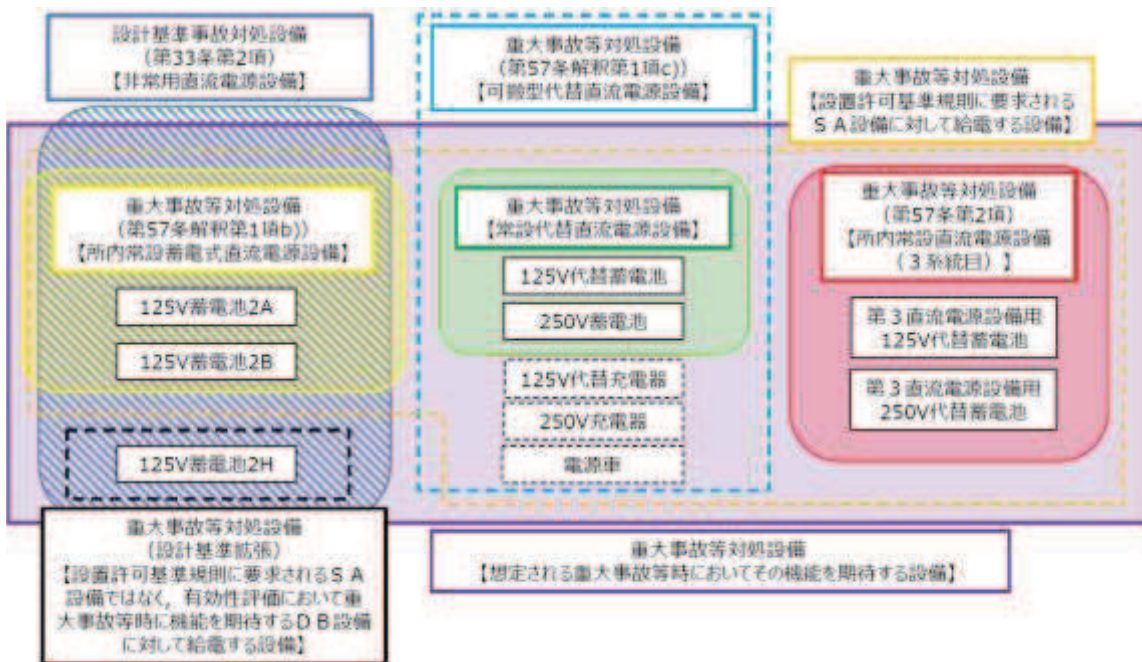 設計基準事故対処設備
(第33条第2項)
【非常用直流電源設備】
重大事故等対処設備
(第57条解釈第1項c))
【可搬型代替直流電源設備】
重大事故等対処設備
【設置許可基準規則に要求される
SA設備に対して給電する設備】
重大事故等対処設備
(第57条解釈第1項b))
【所内常設蓄電式直流電源設備】
125V蓄電池2A
125V蓄電池2B
125V蓄電池2H
重大事故等対処設備
【常設代替直流電源設備】
125V代替蓄電池
250V蓄電池
125V代替充電器
250V充電器
電源車
重大事故等対処設備
(第57条第2項)
【所内常設直流電源設備
(3系統目)】
第3直流電源設備用
125V代替蓄電池
第3直流電源設備用
250V代替蓄電池
重大事故等対処設備
(設計基準拡張)
【設置許可基準規則に要求されるSA
設備ではなく,有効性評価において重
大事故等時に機能を期待するDB設備
に対して給電する設備】
重大事故等対処設備
【想定される重大事故等時においてその機能を期待する設備】